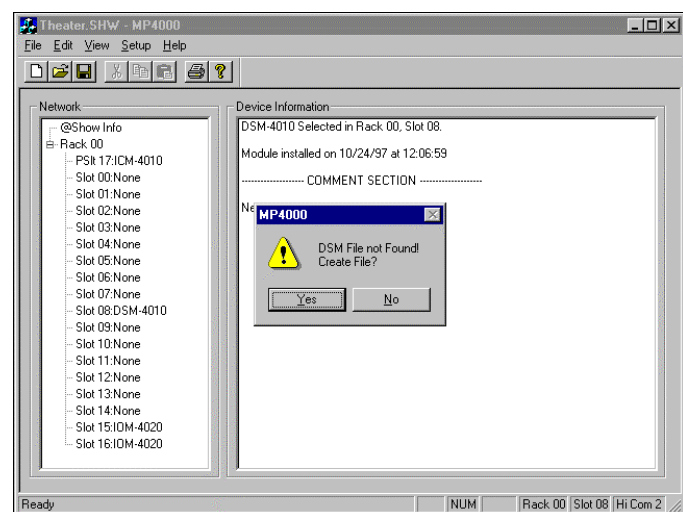 Theater.SHW - MP4000
File Edit View Setup Help
Network
@Show Info
Rack 00
PSlt 17:ICM-4010
Slot 00:None
Slot 01:None
Slot 02:None
Slot 03:None
Slot 04:None
Slot 05:None
Slot 06:None
Slot 07:None
Slot 08:DSM-4010
Slot 09:None
Slot 10:None
Slot 11:None
Slot 12:None
Slot 13:None
Slot 14:None
Slot 15:IOM-4020
Slot 16:IOM-4020
Device Information
DSM-4010 Selected in Rack 00, Slot 08.
Module installed on 10/24/97 at 12:06:59
------------------- COMMENT SECTION -------------------
MP4000
DSM File not Found!
Create File?
Yes No
Ready NUM Rack 00 Slot 08 Hi Com 2